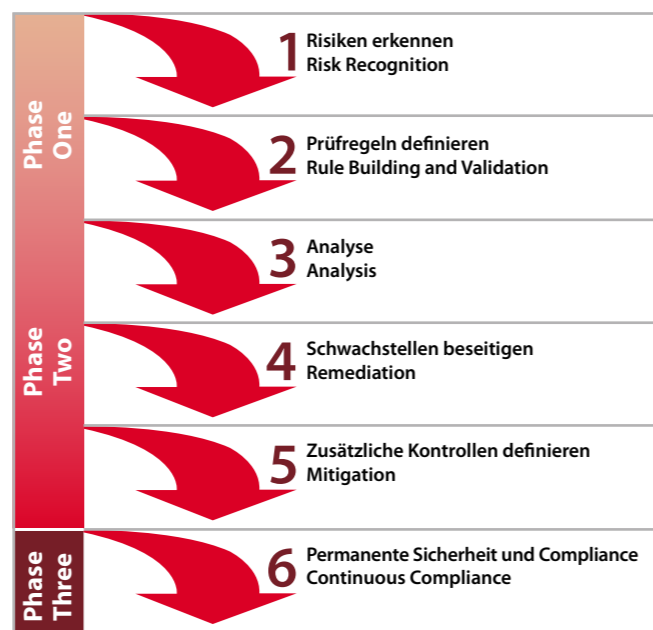 Phase
One
1
Risiken erkennen
Risk Recognition
2
Prüfregeln definieren
Rule Building and Validation
Phase
Two
3
Analyse
Analysis
4
Schwachstellen beseitigen
Remediation
5
Zusätzliche Kontrollen definieren
Mitigation
Phase
Three
6
Permanente Sicherheit und Compliance
Continuous Compliance